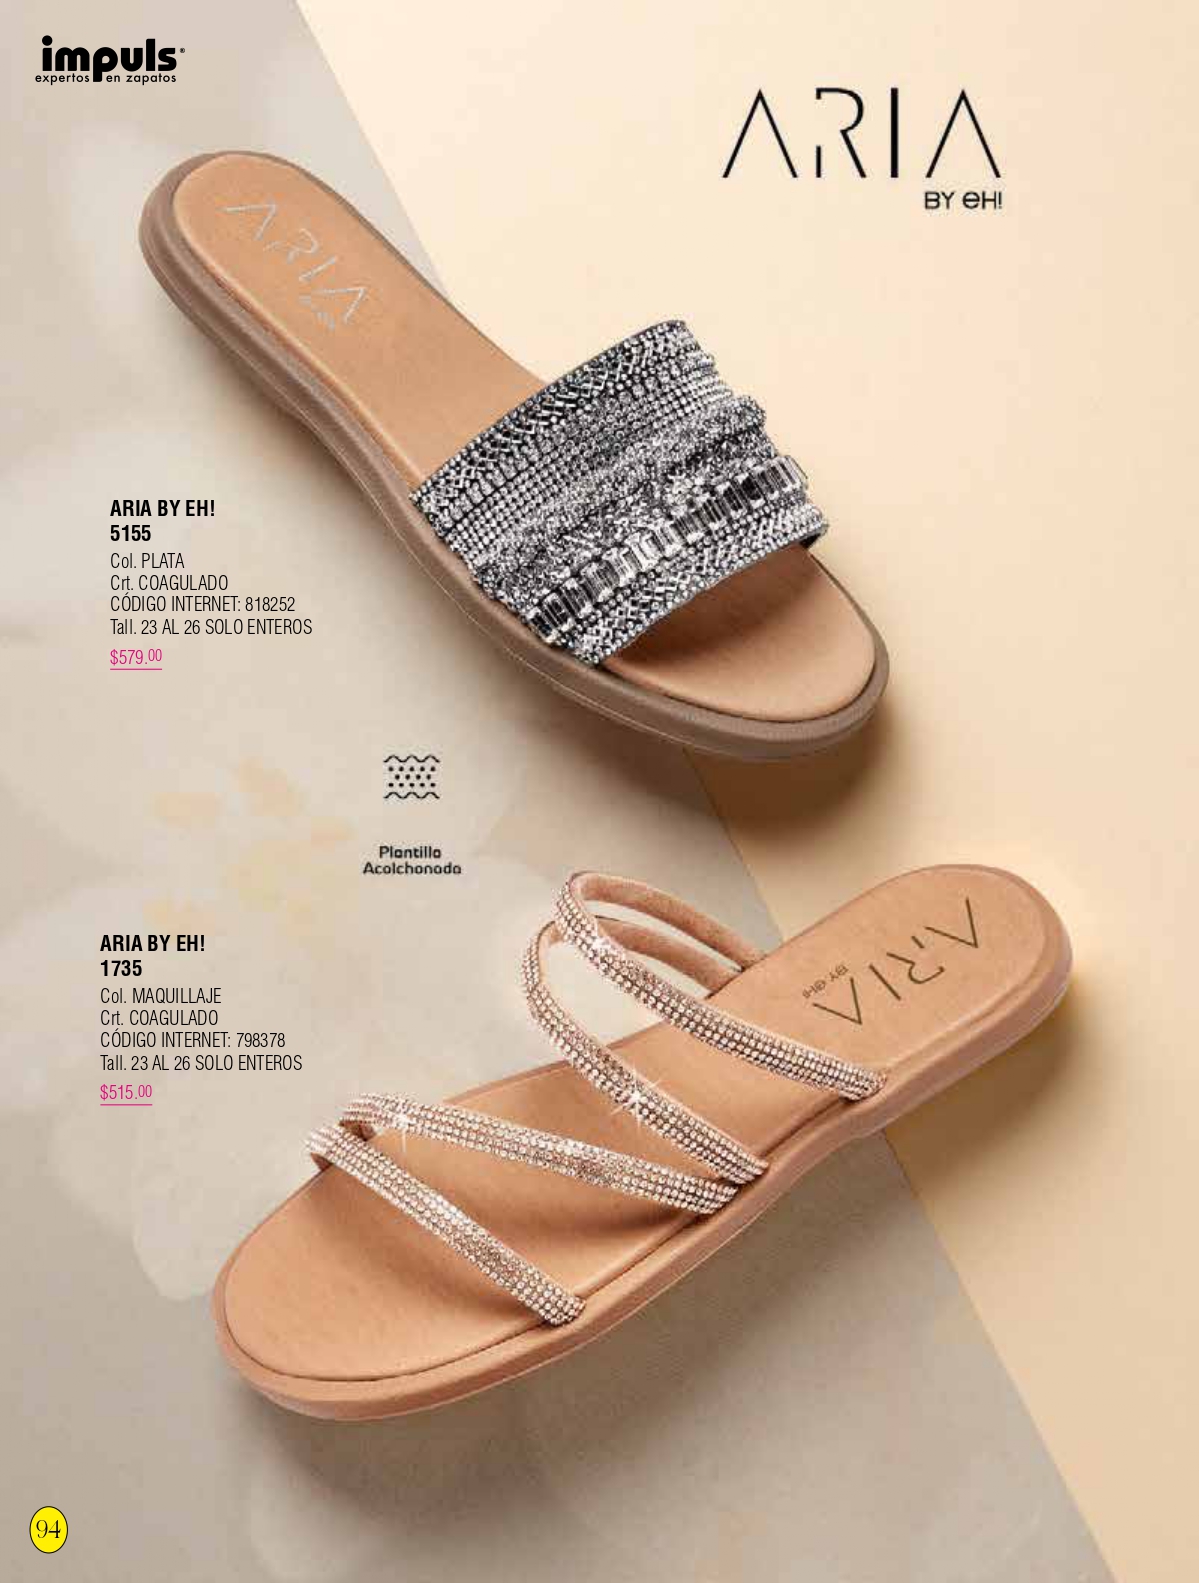 impuls®
expertos en zapatos
ARIA
BY eH!
ARIA
ARIA BY EH!
5155
Col. PLATA
Crt. COAGULADO
CÓDIGO INTERNET: 818252
Tall. 23 AL 26 SOLO ENTEROS
$579.00
Plantilla
Acolchonada
ARIA
BY eH!
ARIA BY EH!
1735
Col. MAQUILLAJE
Crt. COAGULADO
CÓDIGO INTERNET: 798378
Tall. 23 AL 26 SOLO ENTEROS
$515.00
94